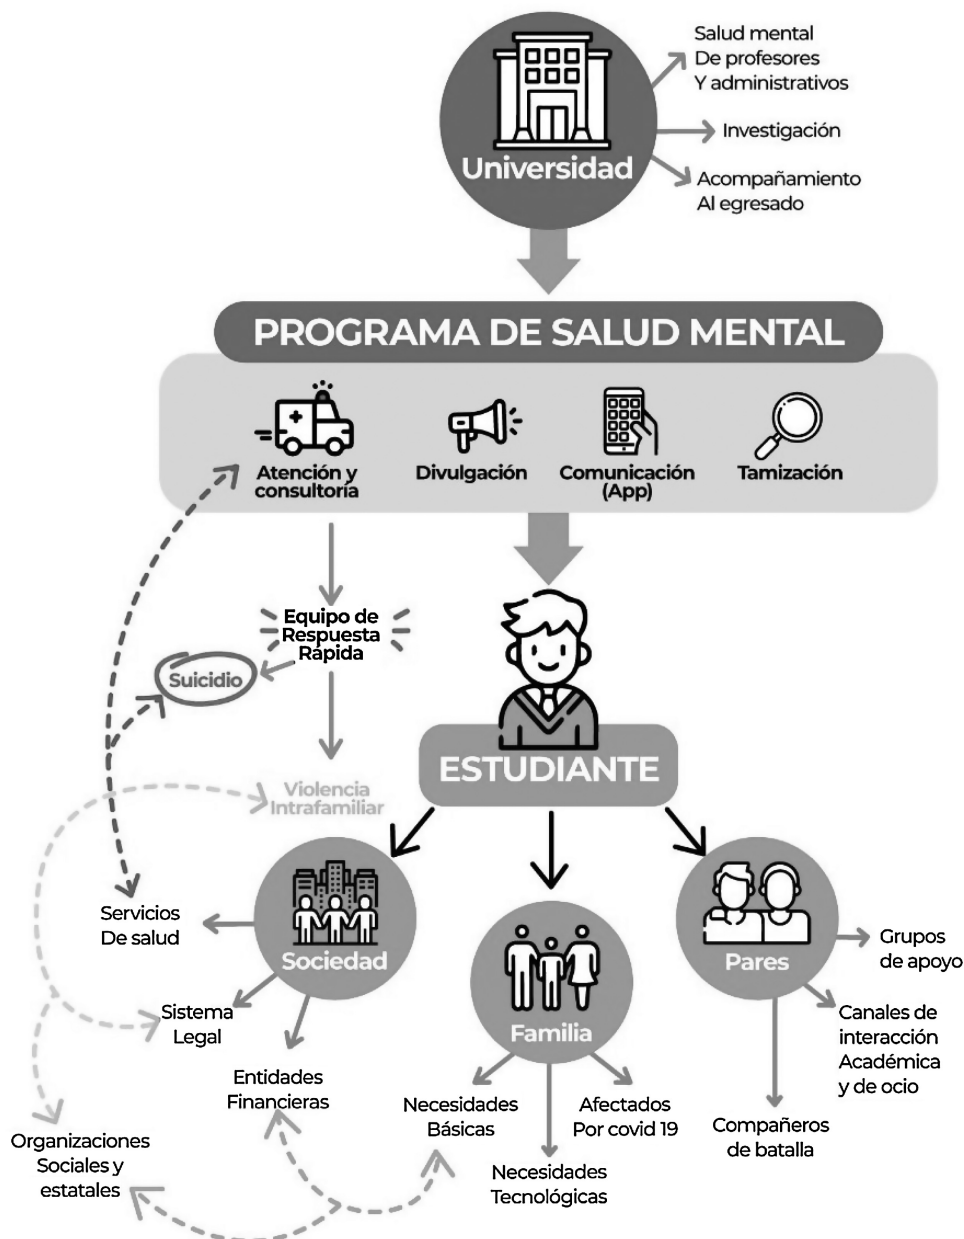 Salud mental
De profesores
Y administrativos
Investigación
Acompañamiento
Al egresado
Universidad
PROGRAMA DE SALUD MENTAL
Atención y
consultoría
Divulgación
Comunicación
(App)
Tamización
Equipo de
Respuesta
Rápida
Suicidio
ESTUDIANTE
Violencia
Intrafamiliar
Servicios
De salud
Sociedad
Sistema
Legal
Entidades
Financieras
Organizaciones
Sociales y
estatales
Familia
Necesidades
Básicas
Necesidades
Tecnológicas
Afectados
Por covid 19
Pares
Grupos
de apoyo
Canales de
interacción
Académica
y de ocio
Compañeros
de batalla